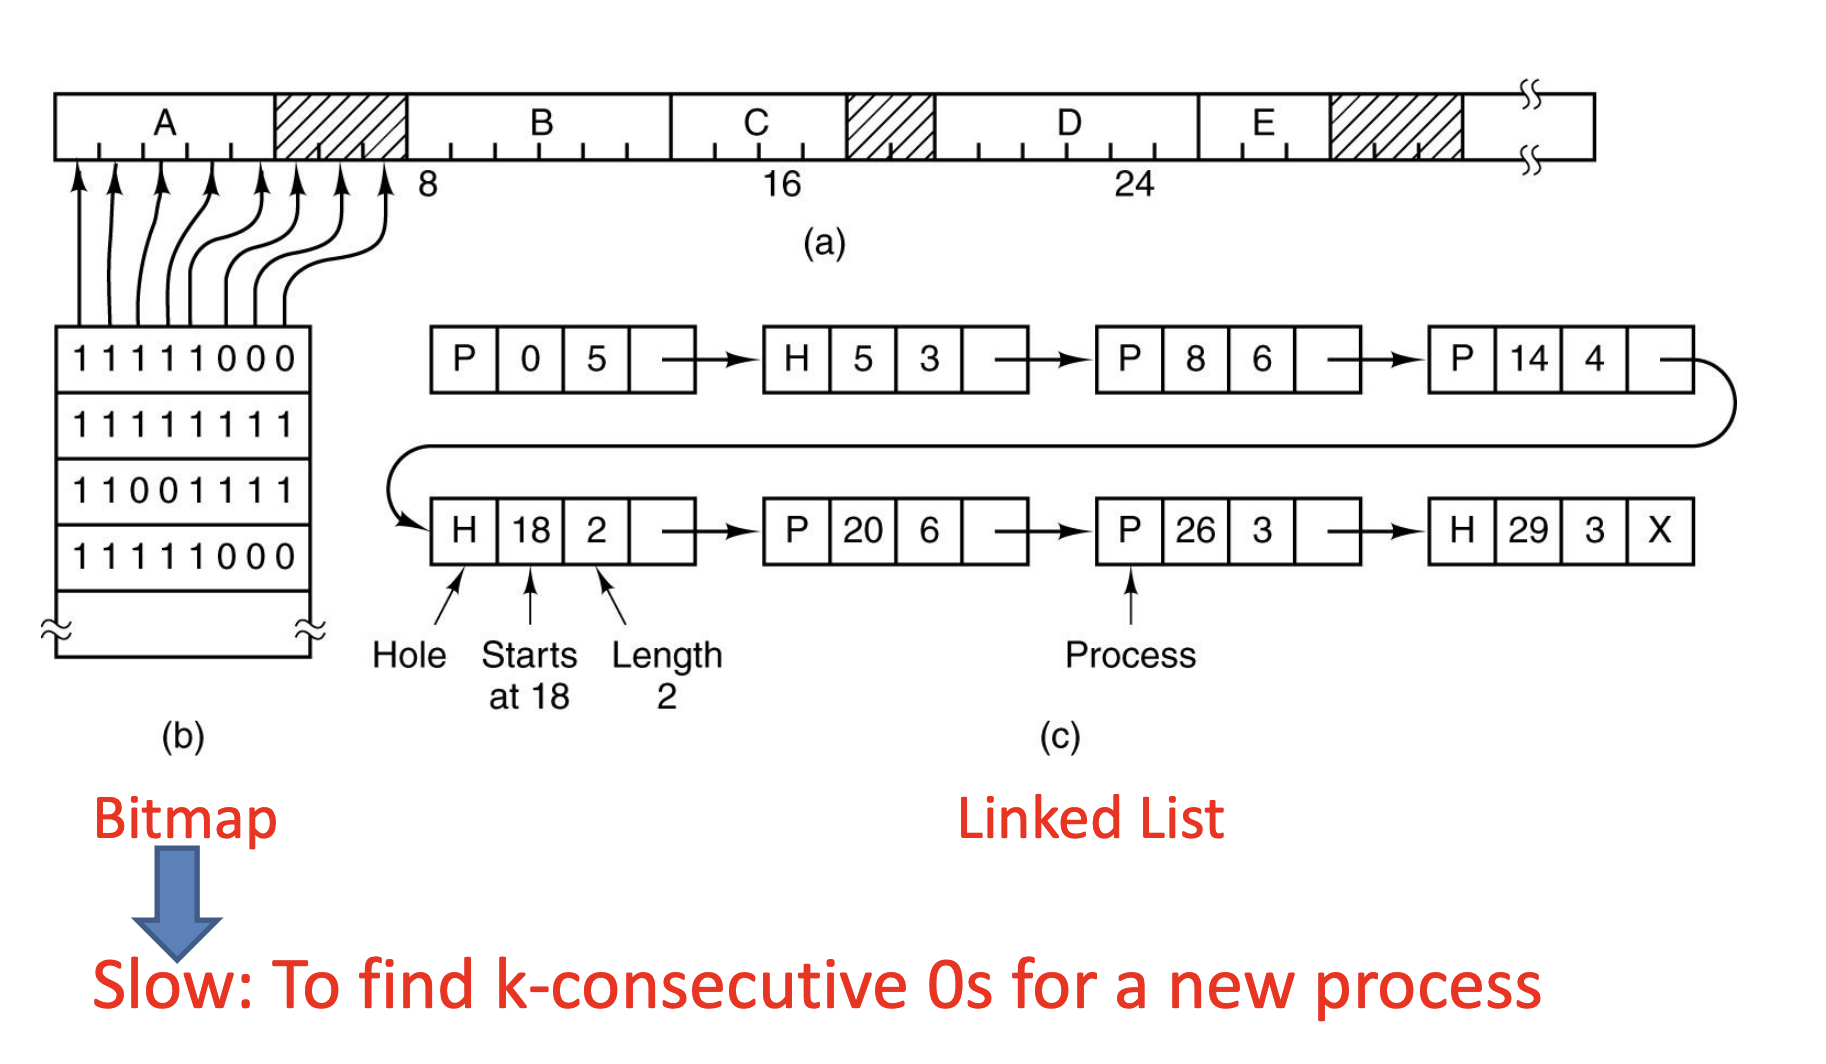 A B C D E
8 16 24
(a)
1 1 1 1 1 0 0 0
1 1 1 1 1 1 1 1
1 1 0 0 1 1 1 1
1 1 1 1 1 0 0 0
(b)
P 0 5 H 5 3 P 8 6 P 14 4
H 18 2 P 20 6 P 26 3 H 29 3 X
Hole Starts at 18 Length 2 Process
(c)
Bitmap
Linked List
Slow: To find k-consecutive 0s for a new process